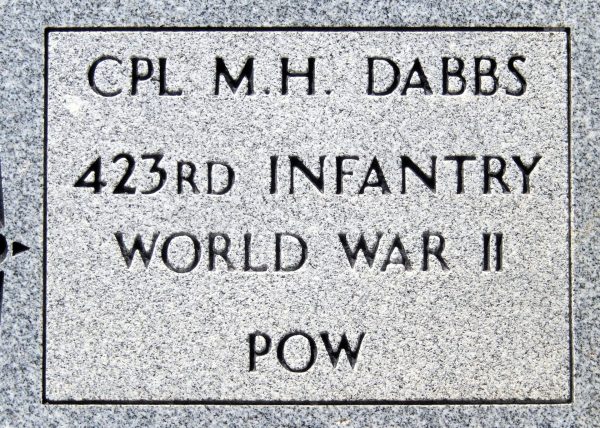 CPL M.H. DABBS
423RD INFANTRY
WORLD WAR II
POW